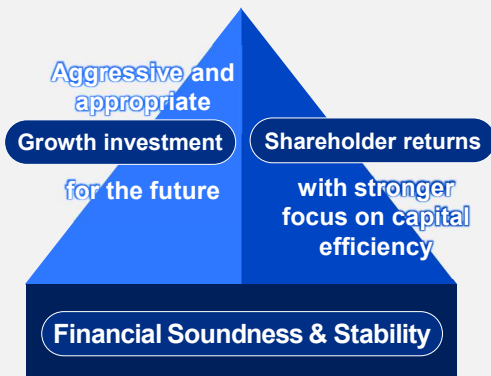 Aggressive and
appropriate
Growth investment
for the future
Shareholder returns
with stronger
focus on capital
efficiency
Financial Soundness & Stability